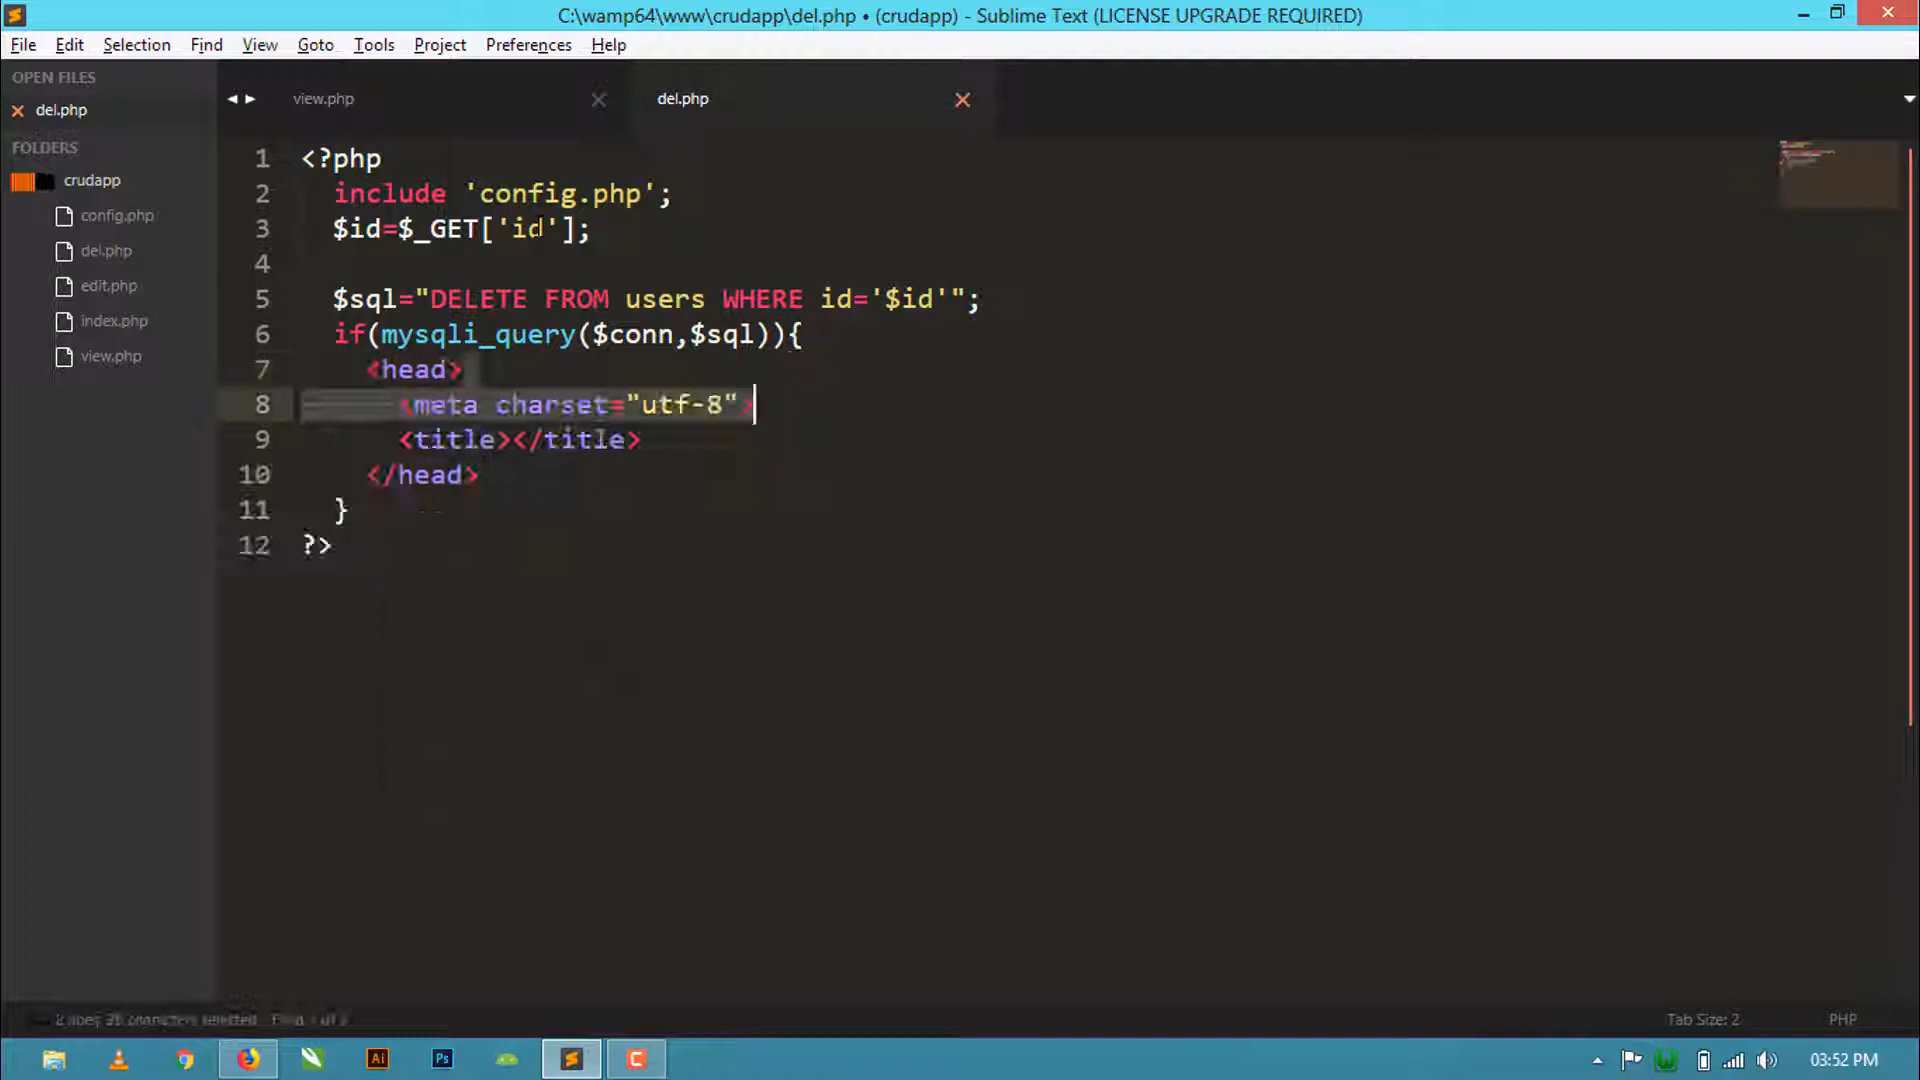 C:\wamp64\www\crudapp\del.php • (crudapp) - Sublime Text (LICENSE UPGRADE REQUIRED)
File Edit Selection Find View Goto Tools Project Preferences Help
OPEN FILES
del.php
FOLDERS
crudapp
config.php
del.php
edit.php
index.php
view.php
view.php
del.php
1 <?php
2 include 'config.php';
3 $id=$_GET['id'];
4
5 $sql="DELETE FROM users WHERE id='$id'";
6 if(mysqli_query($conn,$sql)){
7 <head>
8 <meta charset="utf-8">
9 <title></title>
10 </head>
11 }
12 ?>
characters selected
Tab Size: 2
PHP
Ai
Ps
C
03:52 PM